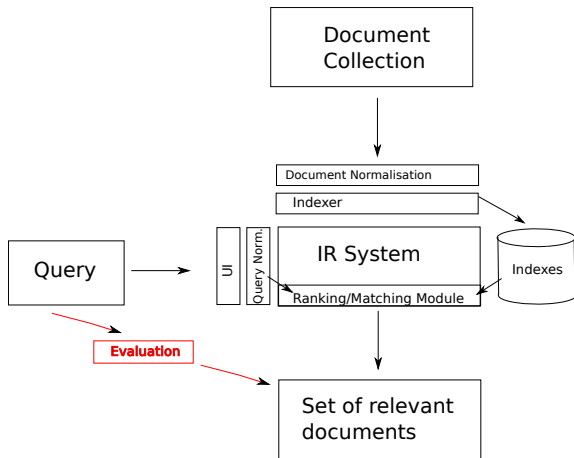 Document
Collection
Document Normalisation
Indexer
UI
Query Norm.
IR System
Ranking/Matching Module
Indexes
Query
Evaluation
Set of relevant
documents